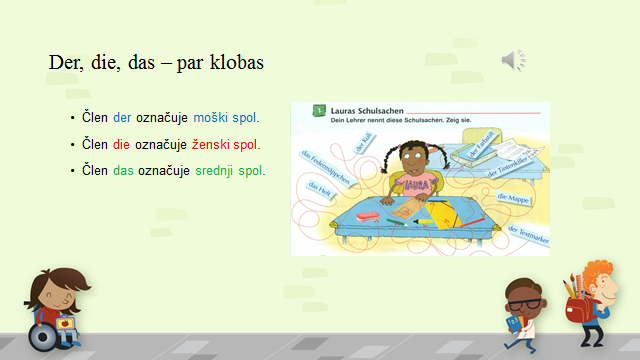 Der, die, das – par klobas
• Člen der označuje moški spol.
• Člen die označuje ženski spol.
• Člen das označuje srednji spol.
1 Lauras Schulsachen
Dein Lehrer nennt diese Schulsachen. Zeig sie.
der Kuli
der Farbstift
das Federmäppchen
der Tintenkiller
das Heft
LAURA
die Mappe
der Textmarker